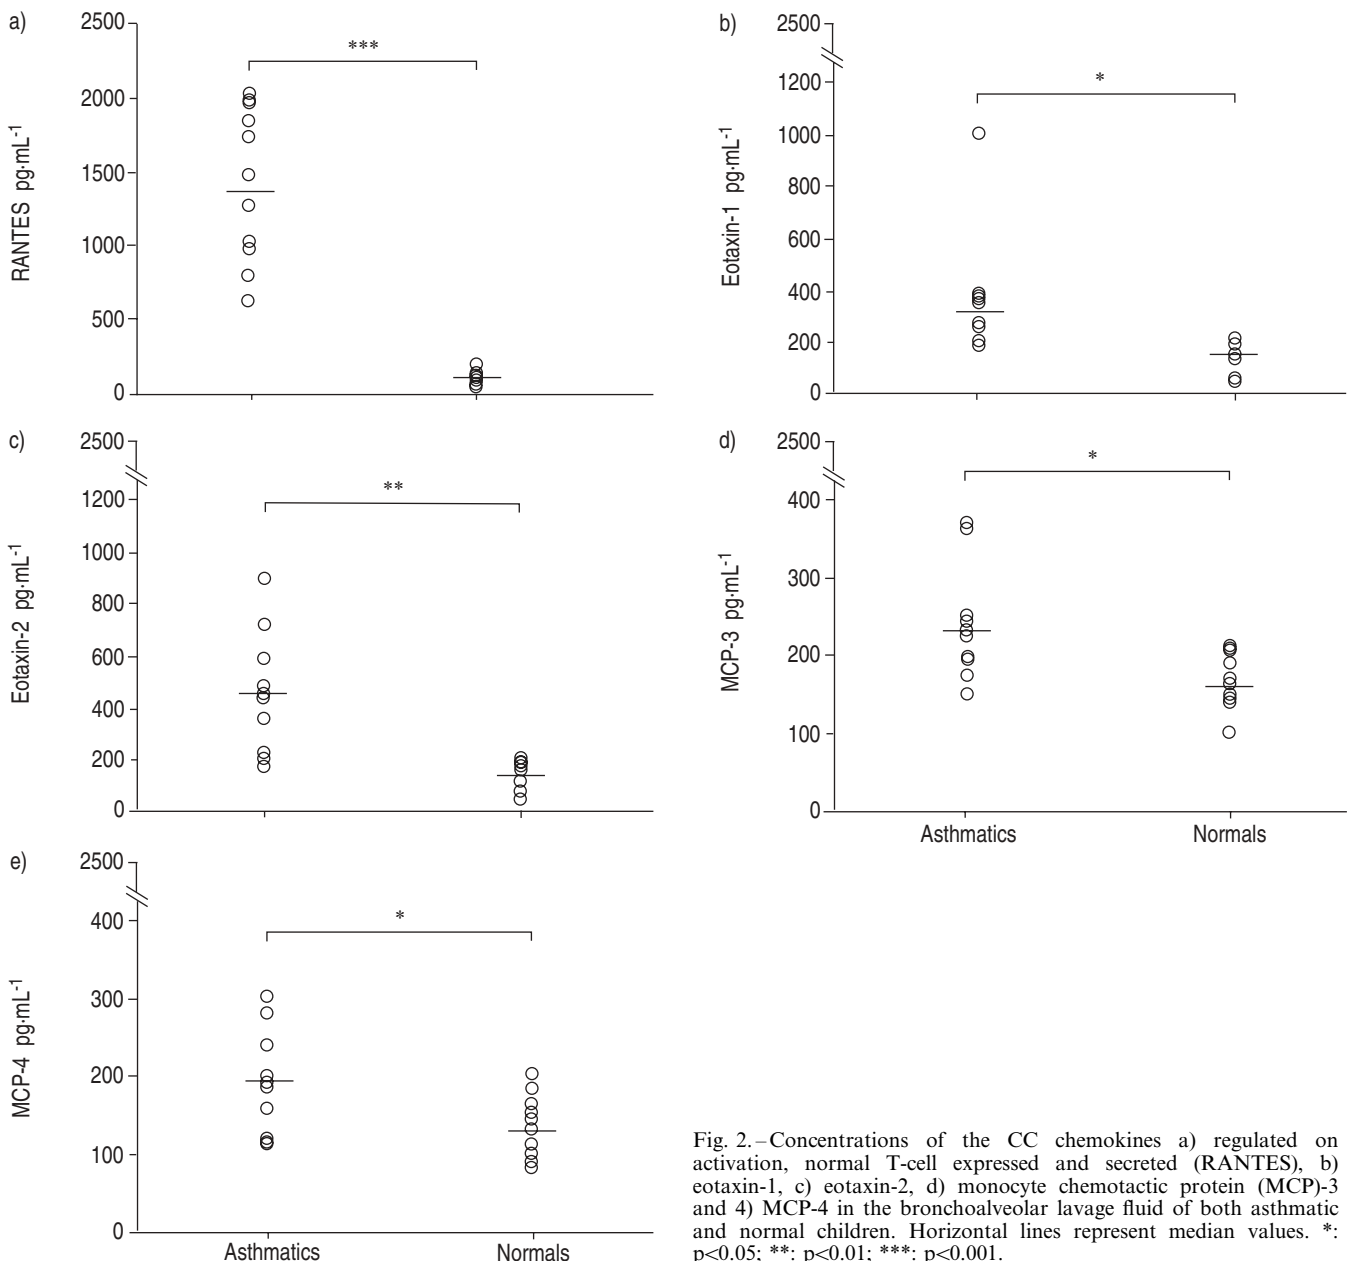 a)
2500
2000
1500
1000
500
0
RANTES pg·mL-1
***
b)
2500
1200
1000
800
600
400
200
0
Eotaxin-1 pg·mL-1
*
c)
2500
1200
1000
800
600
400
200
0
Eotaxin-2 pg·mL-1
**
d)
2500
400
300
200
100
0
MCP-3 pg·mL-1
*
Asthmatics Normals
e)
2500
400
300
200
100
0
MCP-4 pg·mL-1
*
Asthmatics Normals
Fig. 2. – Concentrations of the CC chemokines a) regulated on
activation, normal T-cell expressed and secreted (RANTES), b)
eotaxin-1, c) eotaxin-2, d) monocyte chemotactic protein (MCP)-3
and 4) MCP-4 in the bronchoalveolar lavage fluid of both asthmatic
and normal children. Horizontal lines represent median values. *:
p<0.05; **: p<0.01; ***: p<0.001.